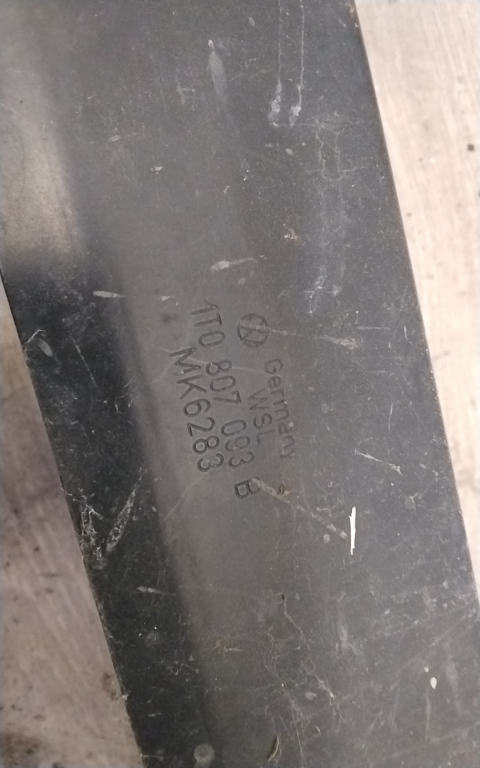 Germany
WSL
1T0 807 093 B
MK6283